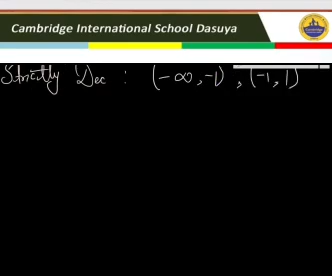 Cambridge International School Dasuya
Strictly Dec : (-∞, -1), (-1, 1)